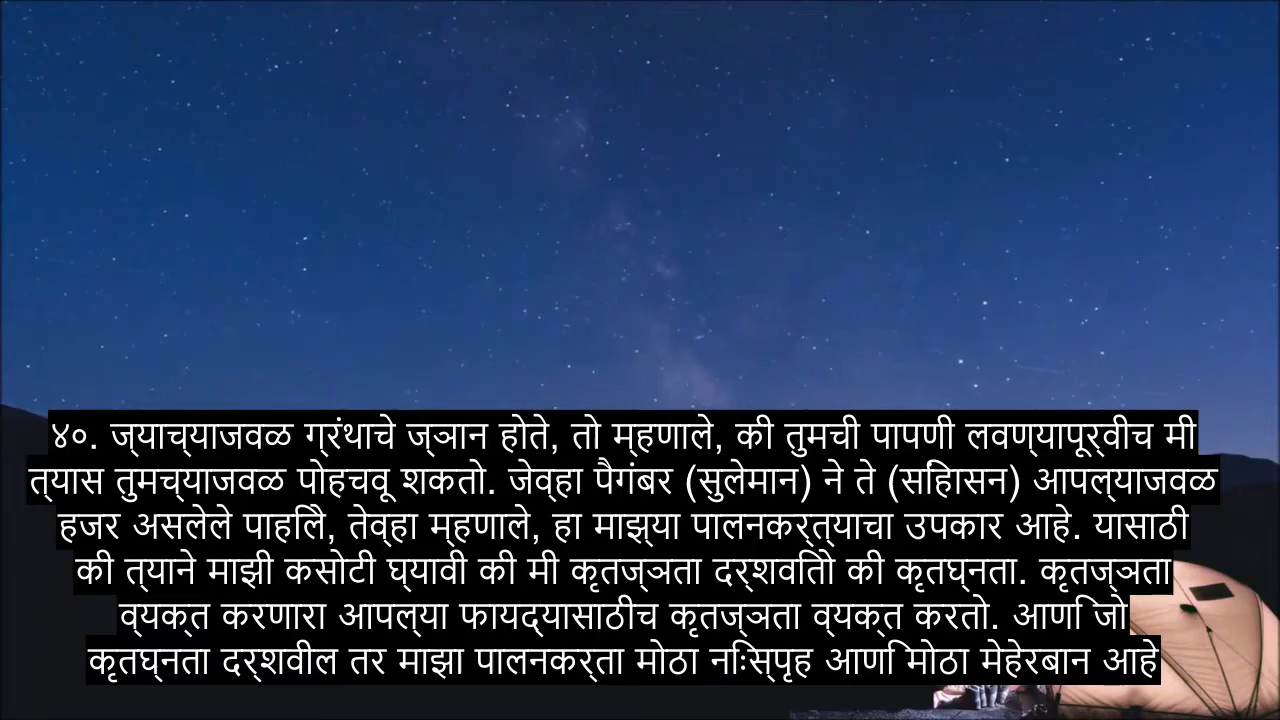 ४०. ज्याच्याजवळ ग्रंथाचे ज्ञान होते, तो म्हणाले, की तुमची पापणी लवण्यापूर्वीच मी
त्यास तुमच्याजवळ पोहचवू शकतो. जेव्हा पैगंबर (सुलेमान) ने ते (सिंहासन) आपल्याजवळ
हजर असलेले पाहिले, तेव्हा म्हणाले, हा माझ्या पालनकर्त्याचा उपकार आहे. यासाठी
की त्याने माझी कसोटी घ्यावी की मी कृतज्ञता दर्शवितो की कृतघ्नता. कृतज्ञता
व्यक्त करणारा आपल्या फायद्यासाठीच कृतज्ञता व्यक्त करतो. आणि जो
कृतघ्नता दर्शवील तर माझा पालनकर्ता मोठा निःस्पृह आणि मोठा मेहेरबान आहे